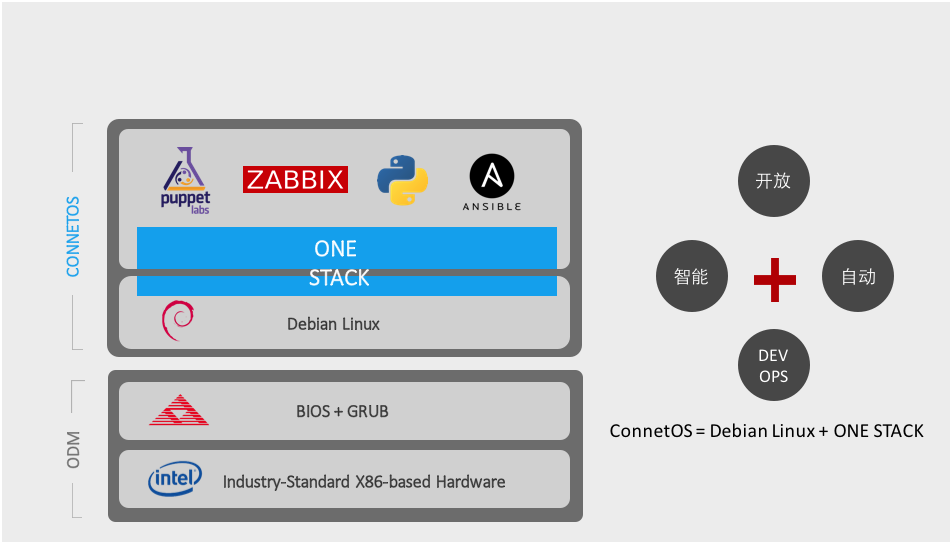 CONNETOS
puppet
labs
ZABBIX
ANSIBLE
ONE
STACK
Debian Linux
ODM
BIOS + GRUB
intel
Industry-Standard X86-based Hardware
开放
智能
自动
DEV
OPS
ConnetOS = Debian Linux + ONE STACK